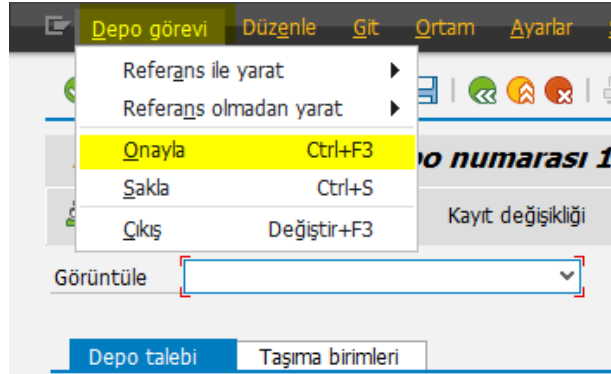 Depo görevi Düzenle Git Ortam Ayarlar
Referans ile yarat
Referans olmadan yarat
Onayla Ctrl+F3
Sakla Ctrl+S
Çıkış Değiştir+F3
numarası 1
Kayıt değişikliği
Görüntüle
Depo talebi Taşıma birimleri